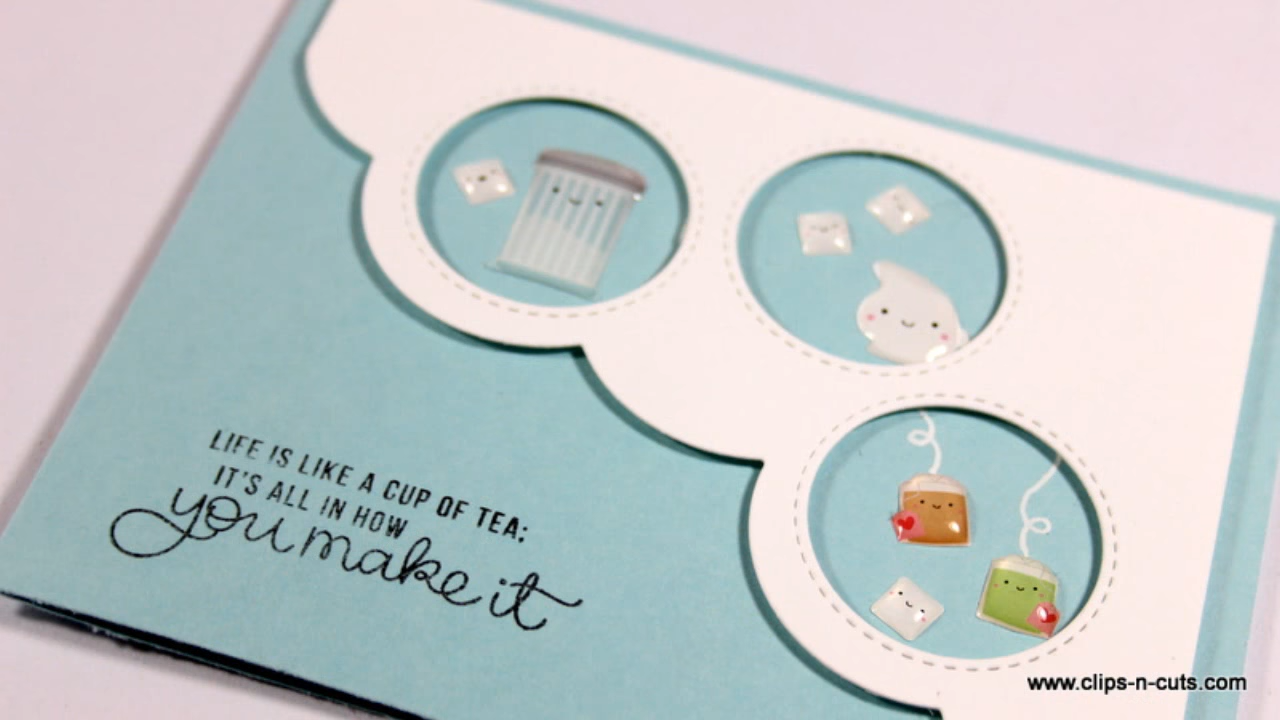 LIFE IS LIKE A CUP OF TEA:
IT'S ALL IN HOW
you make it
www.clips-n-cuts.com